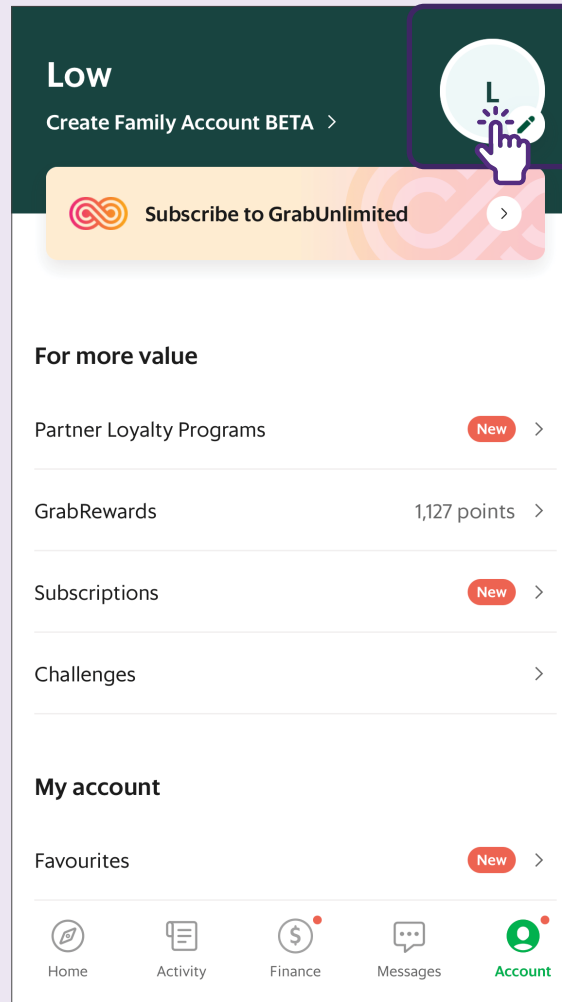 Low
L
Create Family Account BETA >
Subscribe to GrabUnlimited
For more value
Partner Loyalty Programs New
GrabRewards 1,127 points
Subscriptions New
Challenges
My account
Favourites New
Home Activity Finance Messages Account